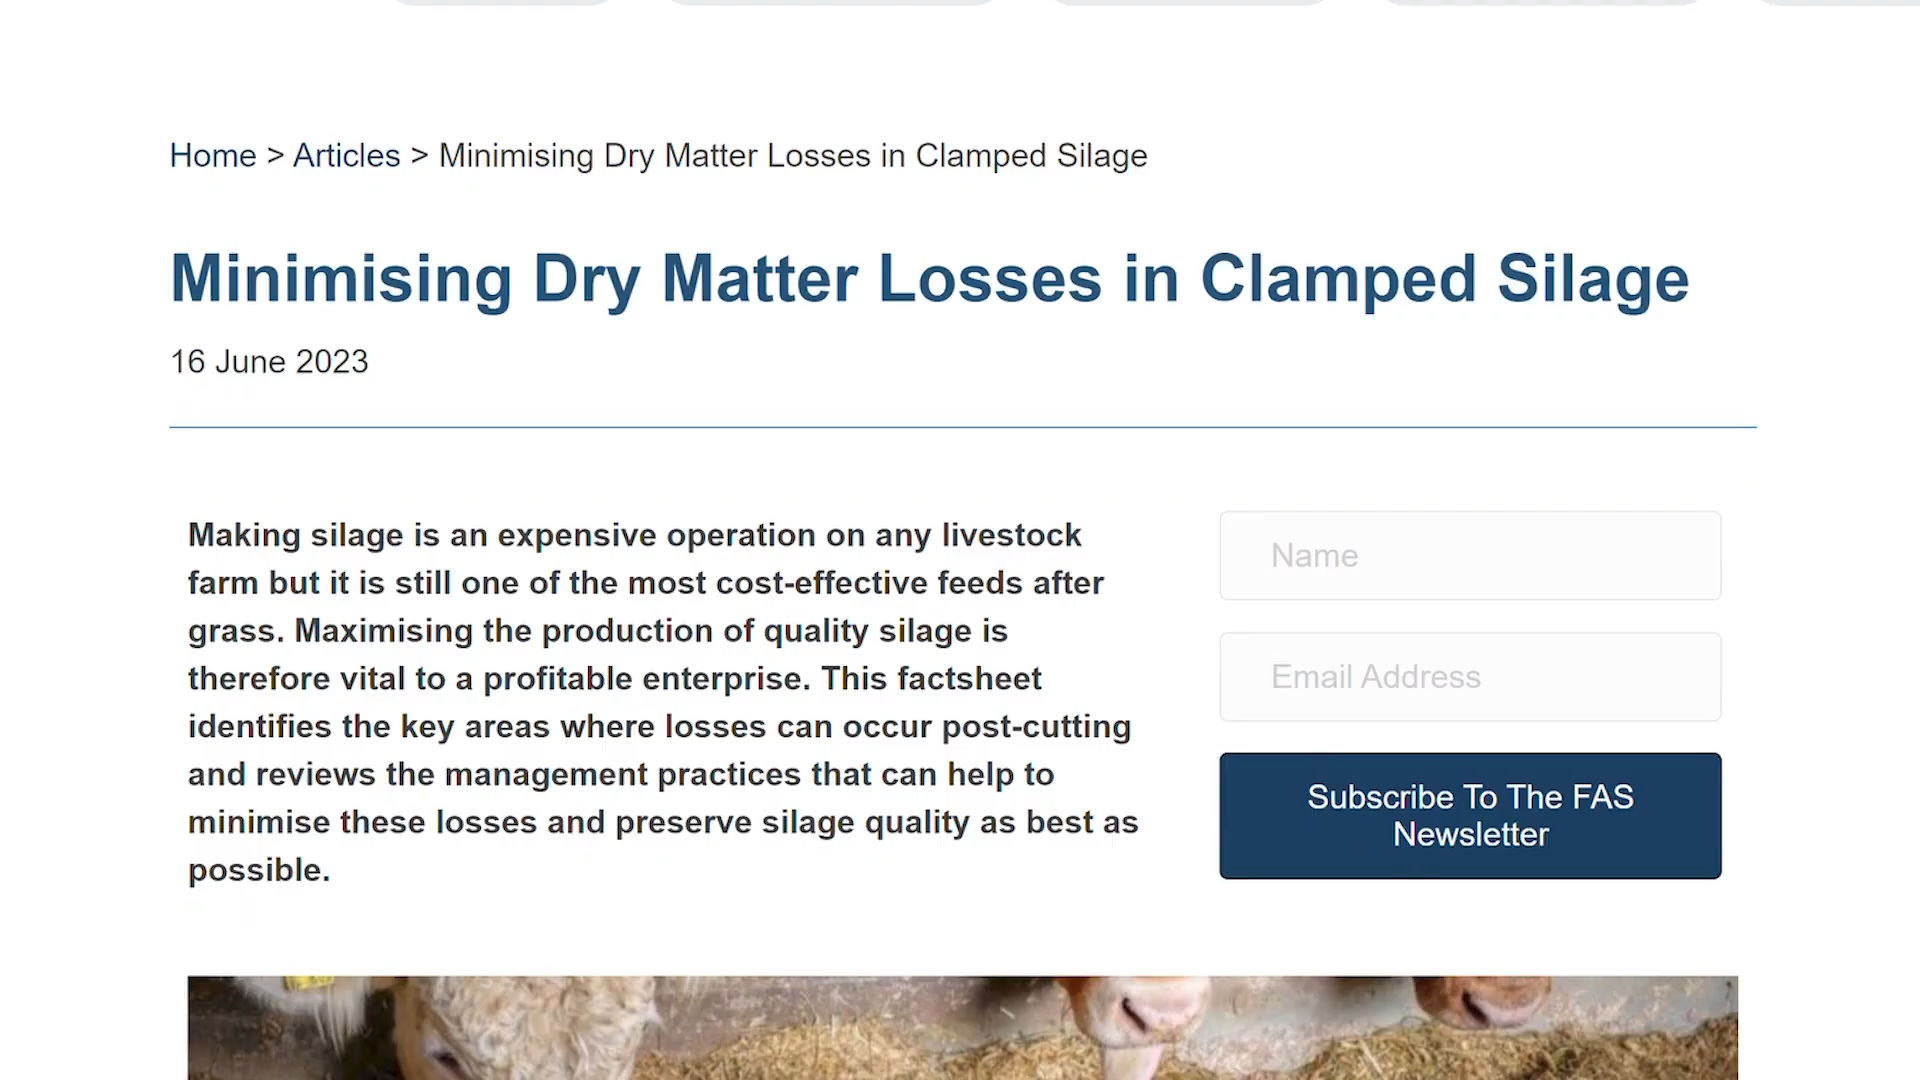 Home > Articles > Minimising Dry Matter Losses in Clamped Silage
Minimising Dry Matter Losses in Clamped Silage
16 June 2023
Making silage is an expensive operation on any livestock
farm but it is still one of the most cost-effective feeds after
grass. Maximising the production of quality silage is
therefore vital to a profitable enterprise. This factsheet
identifies the key areas where losses can occur post-cutting
and reviews the management practices that can help to
minimise these losses and preserve silage quality as best as
possible.
Name
Email Address
Subscribe To The FAS
Newsletter